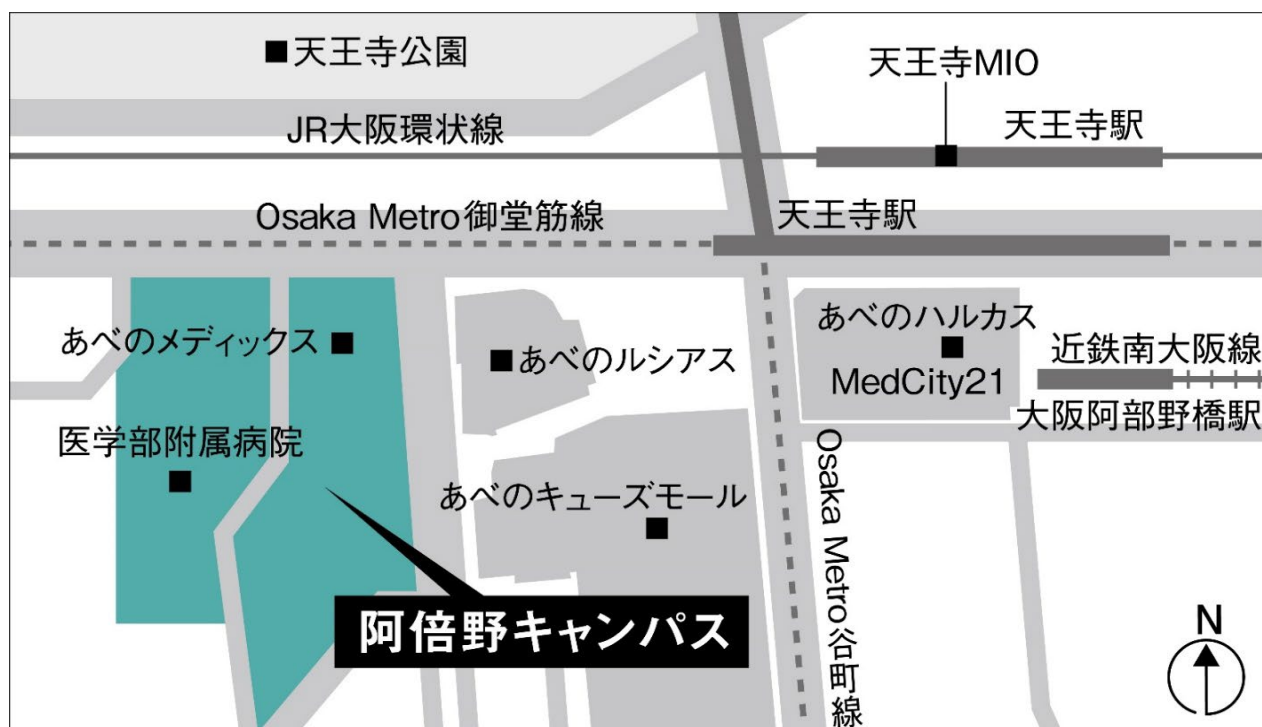 天王寺公園
天王寺MIO
JR大阪環状線
天王寺駅
Osaka Metro御堂筋線
天王寺駅
あべのメディックス
あべのルシアス
あべのハルカス
MedCity21
近鉄南大阪線
大阪阿部野橋駅
医学部附属病院
あべのキューズモール
Osaka Metro谷町線
阿倍野キャンパス
N